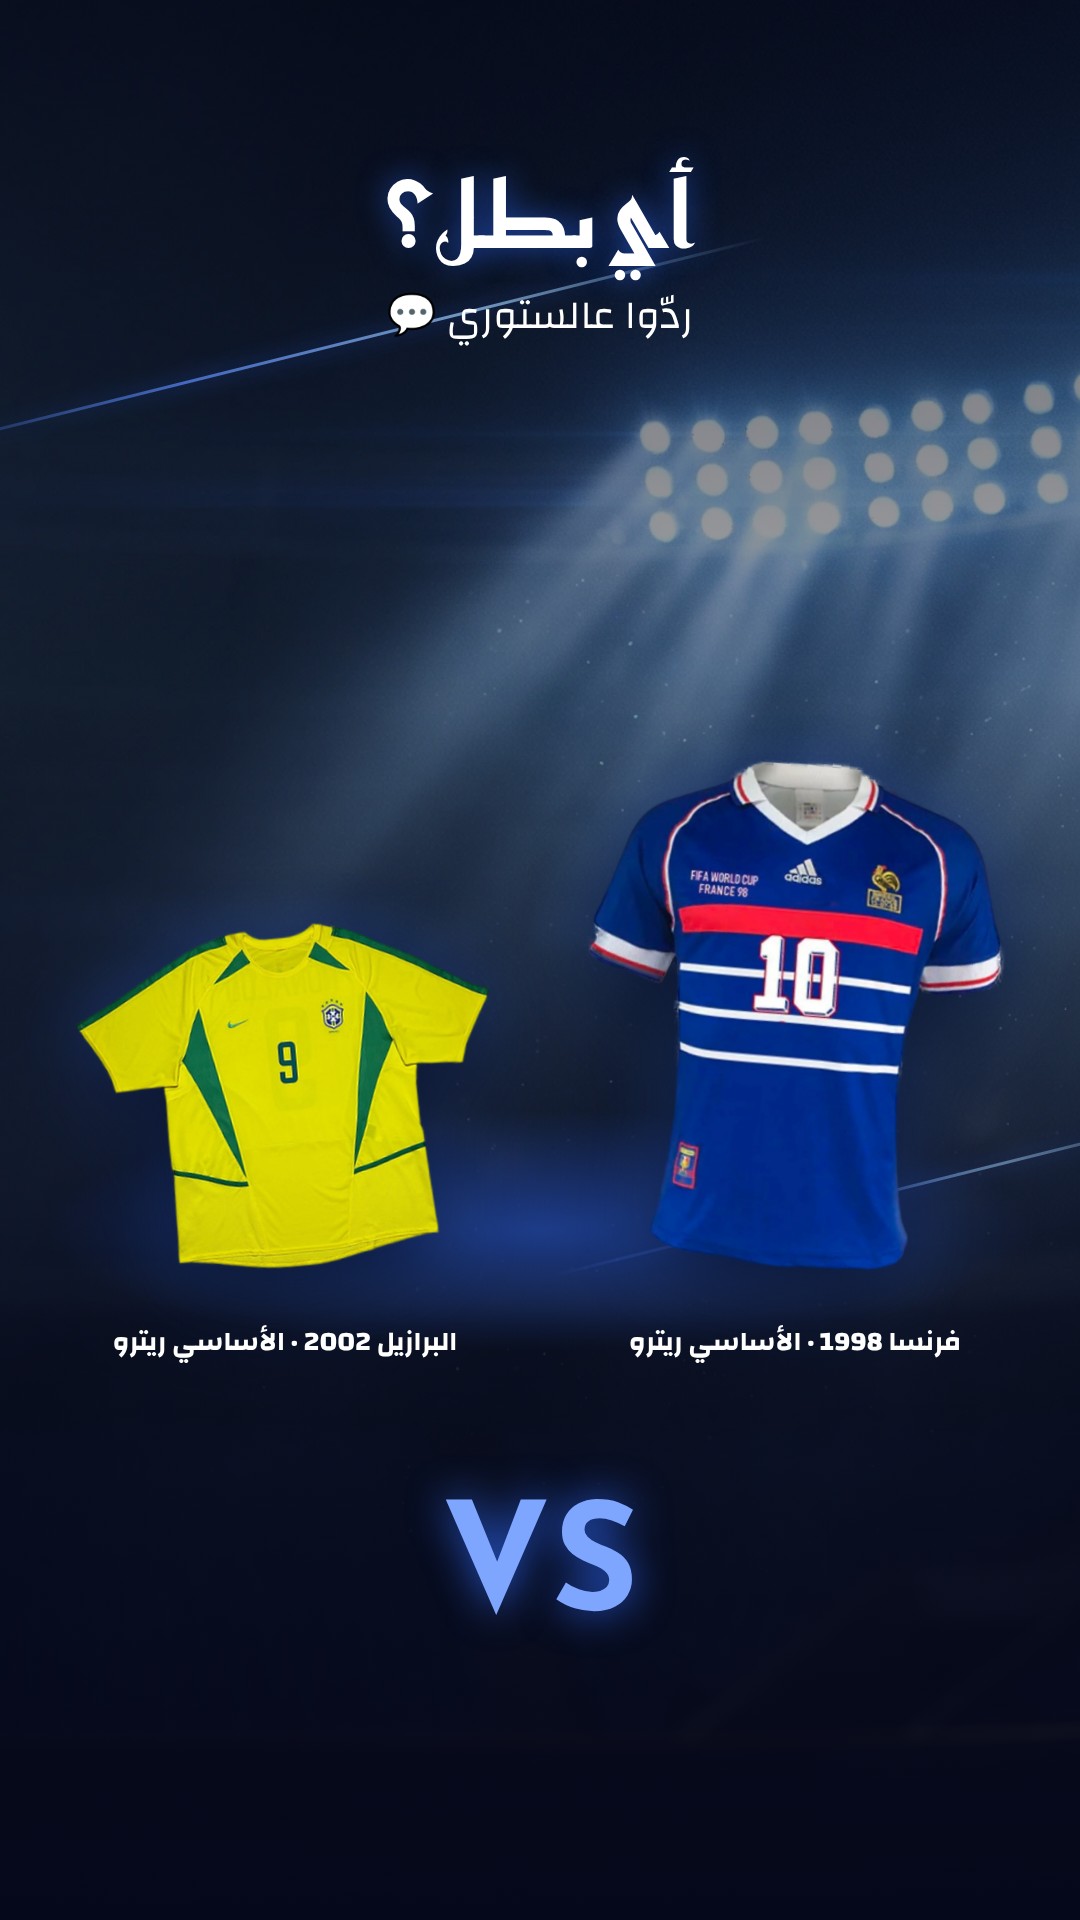 أي بطل؟
ردّوا عالستوري 💬
adidas
FIFA WORLD CUP
FRANCE 98
10
9
فرنسا 1998 • الأساسي ريترو
البرازيل 2002 • الأساسي ريترو
VS